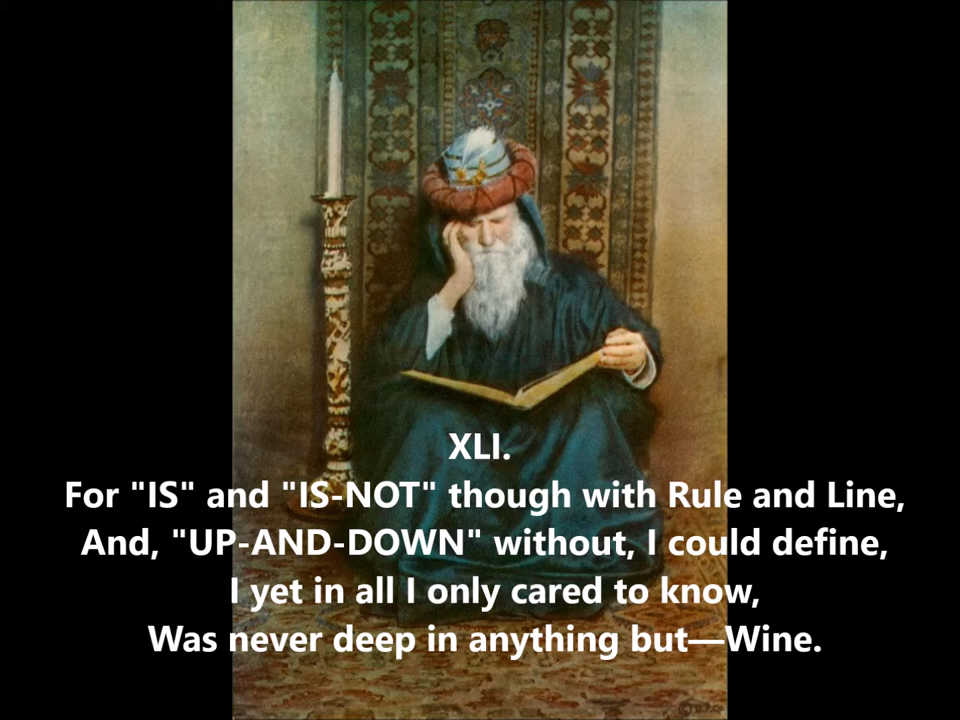 XLI.
For "IS" and "IS-NOT" though with Rule and Line,
And, "UP-AND-DOWN" without, I could define,
I yet in all I only cared to know,
Was never deep in anything but—Wine.